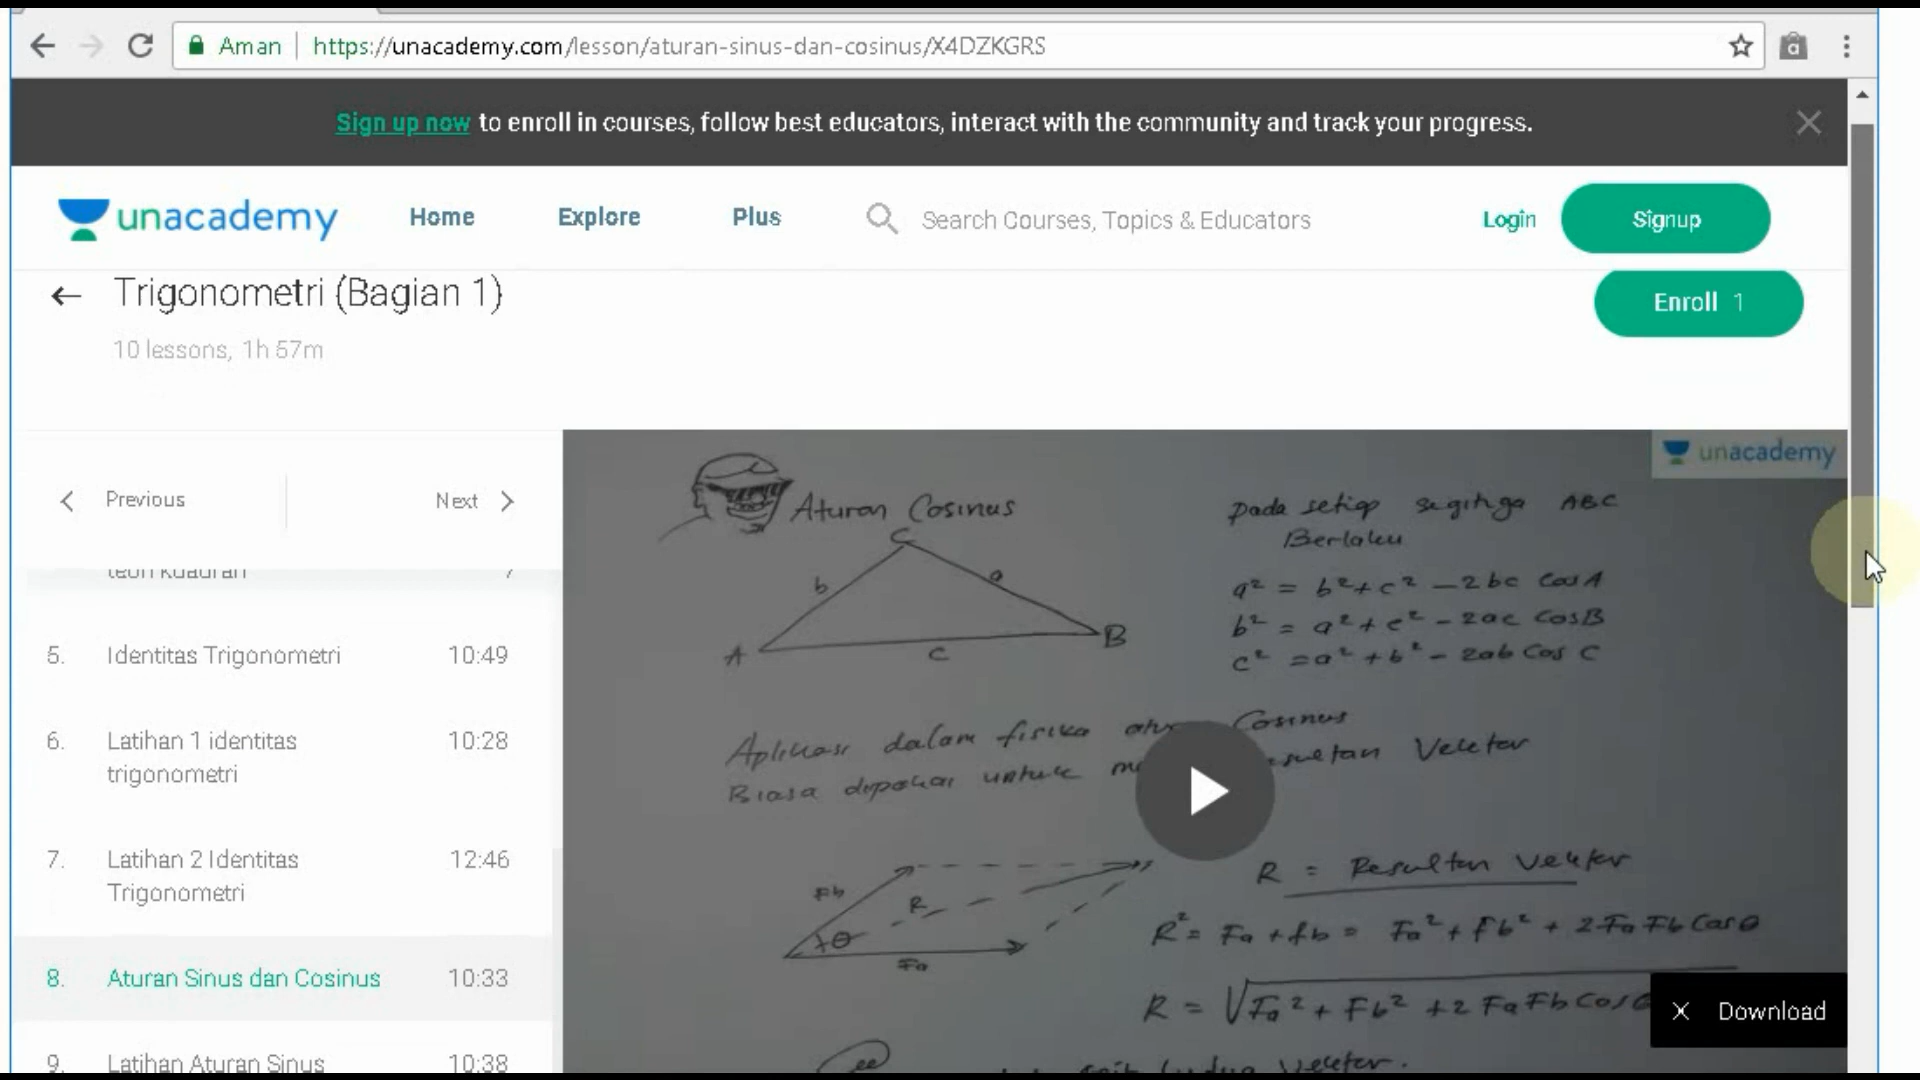 Aman https://unacademy.com/lesson/aturan-sinus-dan-cosinus/X4DZKGRS
Sign up now to enroll in courses, follow best educators, interact with the community and track your progress.
unacademy Home Explore Plus Search Courses, Topics & Educators Login Signup
Trigonometri (Bagian 1)
Enroll 1
10 lessons, 1h 57m
Previous Next
5. Identitas Trigonometri 10:49
6. Latihan 1 identitas 10:28
trigonometri
7. Latihan 2 Identitas 12:46
Trigonometri
8. Aturan Sinus dan Cosinus 10:33
9. Latihan Aturan Sinus 10:38
unacademy
Aturan Cosinus
C
b
a
A
c
B
pada setiap segitiga ABC
Berlaku
a² = b² + c² - 2bc Cos A
b² = a² + c² - 2ac Cos B
c² = a² + b² - 2ab Cos C
Aplikasi dalam fisika Cosinus
Biasa dipakai untuk Vektor
Fb
R
θ
Fa
R = Resultan Vektor
R² = Fa + fb = Fa² + Fb² + 2 Fa Fb Cos θ
R = √Fa² + Fb² + 2 Fa Fb Cos
Vektor.
Download